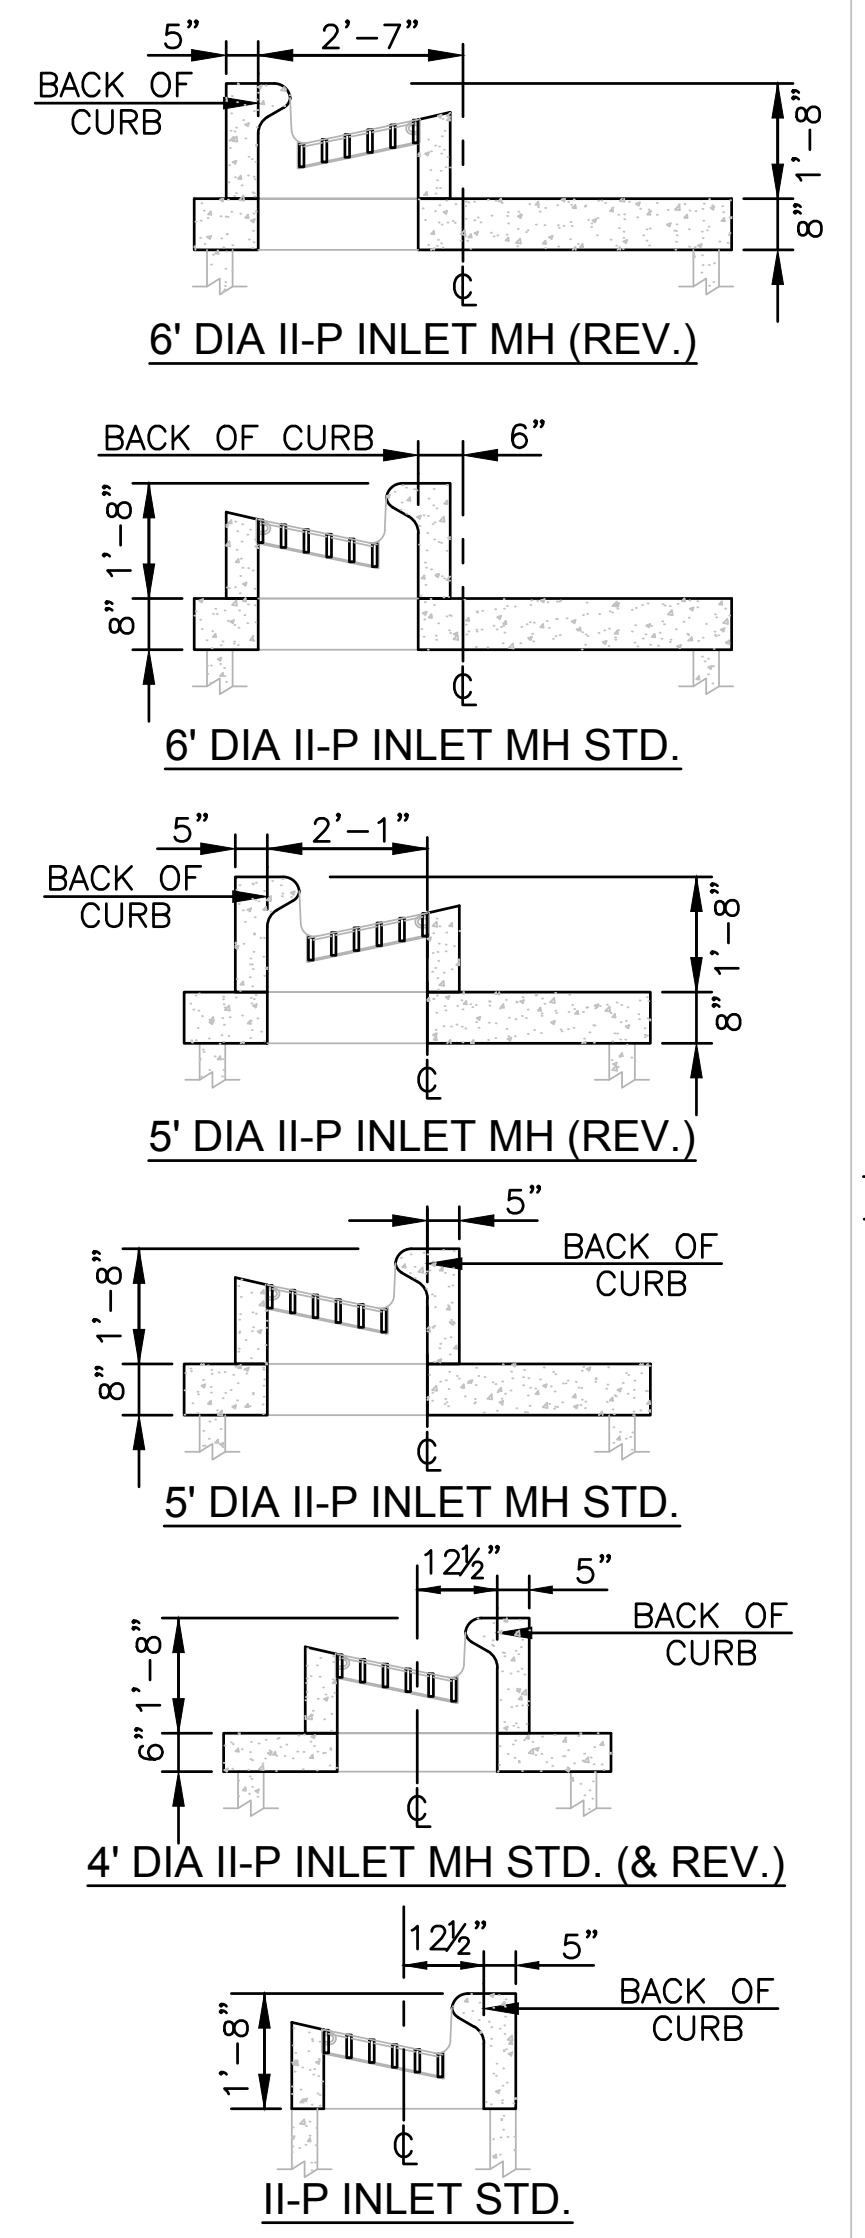 5" 2'-7"
BACK OF
CURB
1'-8"
8"
℄
6' DIA II-P INLET MH (REV.)
BACK OF CURB 6"
1'-8"
8"
℄
6' DIA II-P INLET MH STD.
5" 2'-1"
BACK OF
CURB
1'-8"
8"
℄
5' DIA II-P INLET MH (REV.)
5"
BACK OF
CURB
1'-8"
8"
℄
5' DIA II-P INLET MH STD.
12½" 5"
BACK OF
CURB
1'-8"
6"
℄
4' DIA II-P INLET MH STD. (& REV.)
12½" 5"
BACK OF
CURB
1'-8"
℄
II-P INLET STD.